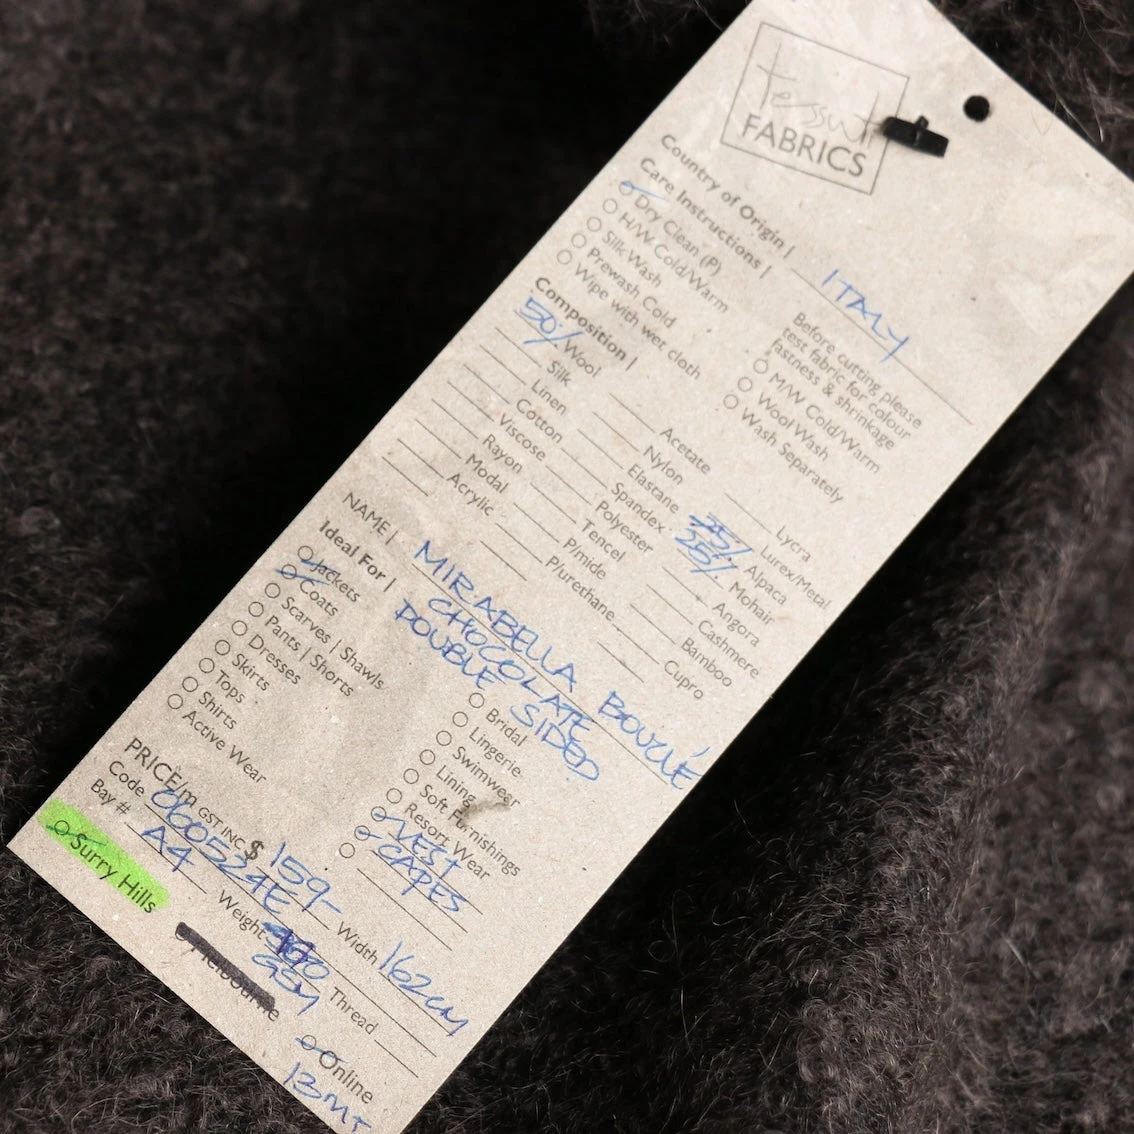 tessuti
FABRICS
Country of Origin | ITALY
Care Instructions |
Dry Clean (P)
H/W Cold/Warm
Silk Wash
Prewash Cold
Wipe with wet cloth
Before cutting please
test fabric for colour
fastness & shrinkage
M/W Cold/Warm
Wool Wash
Wash Separately
Composition |
50% Wool
Silk
Linen
Cotton
Viscose
Rayon
Modal
Acrylic
Acetate
Nylon
Elastane
Spandex
Polyester
Tencel
P/mide
P/urethane
Lycra
Lurex/Metal
25% Alpaca
25% Mohair
Angora
Cashmere
Bamboo
Cupro
NAME | MIRABELLA BOUCLÉ
CHOCOLATE
DOUBLE SIDED
Ideal For |
Jackets
Coats
Scarves | Shawls
Pants | Shorts
Dresses
Skirts
Tops
Shirts
Active Wear
Bridal
Lingerie
Swimwear
Lining
Soft Furnishings
Resort Wear
VEST
CAPES
PRICE/m GST INC $ 159- Width 162cm
Code 060524E Weight GSM Thread
Bay # A4
Surry Hills
Melbourne
Online
13mt